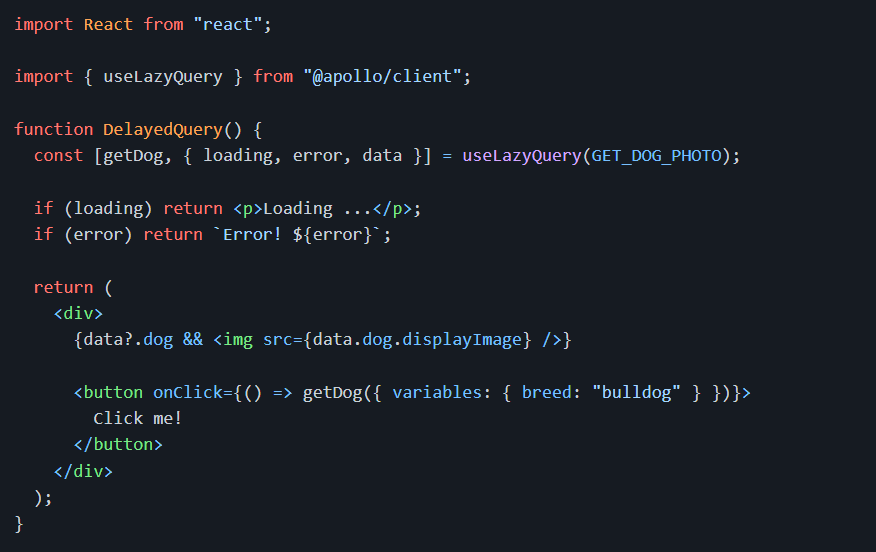 import React from "react";
import { useLazyQuery } from "@apollo/client";
function DelayedQuery() {
const [getDog, { loading, error, data }] = useLazyQuery(GET_DOG_PHOTO);
if (loading) return <p>Loading ...</p>;
if (error) return `Error! ${error}`;
return (
<div>
{data?.dog && <img src={data.dog.displayImage} />}
<button onClick={() => getDog({ variables: { breed: "bulldog" } })}>
Click me!
</button>
</div>
);
}